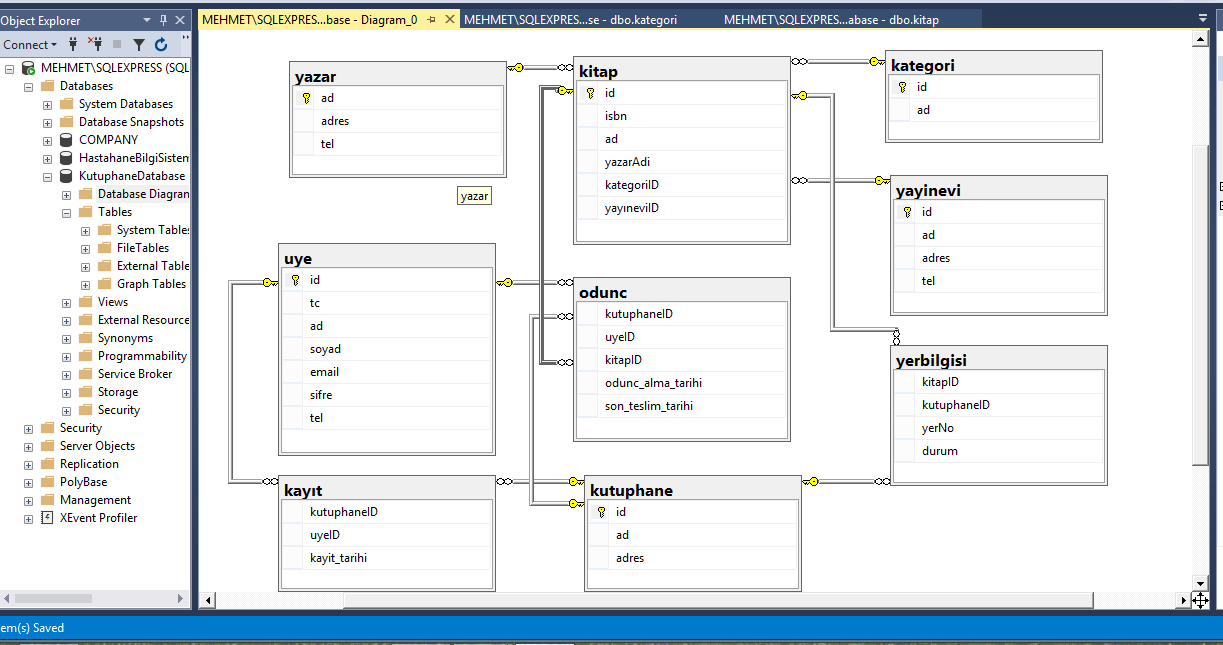 Object Explorer
Connect
MEHMET\SQLEXPRESS (SQL
Databases
System Databases
Database Snapshots
COMPANY
HastahaneBilgiSistem
KutuphaneDatabase
Database Diagran
Tables
System Tables
FileTables
External Table
Graph Tables
Views
External Resource
Synonyms
Programmability
Service Broker
Storage
Security
Security
Server Objects
Replication
PolyBase
Management
XEvent Profiler
MEHMET\SQLEXPRES...base - Diagram_0
MEHMET\SQLEXPRES...se - dbo.kategori
MEHMET\SQLEXPRES...abase - dbo.kitap
yazar
ad
adres
tel
yazar
kitap
id
isbn
ad
yazarAdi
kategoriID
yayıneviID
kategori
id
ad
yayinevi
id
ad
adres
tel
uye
id
tc
ad
soyad
email
sifre
tel
odunc
kutuphaneID
uyeID
kitapID
odunc_alma_tarihi
son_teslim_tarihi
yerbilgisi
kitapID
kutuphaneID
yerNo
durum
kayıt
kutuphaneID
uyeID
kayit_tarihi
kutuphane
id
ad
adres
em(s) Saved